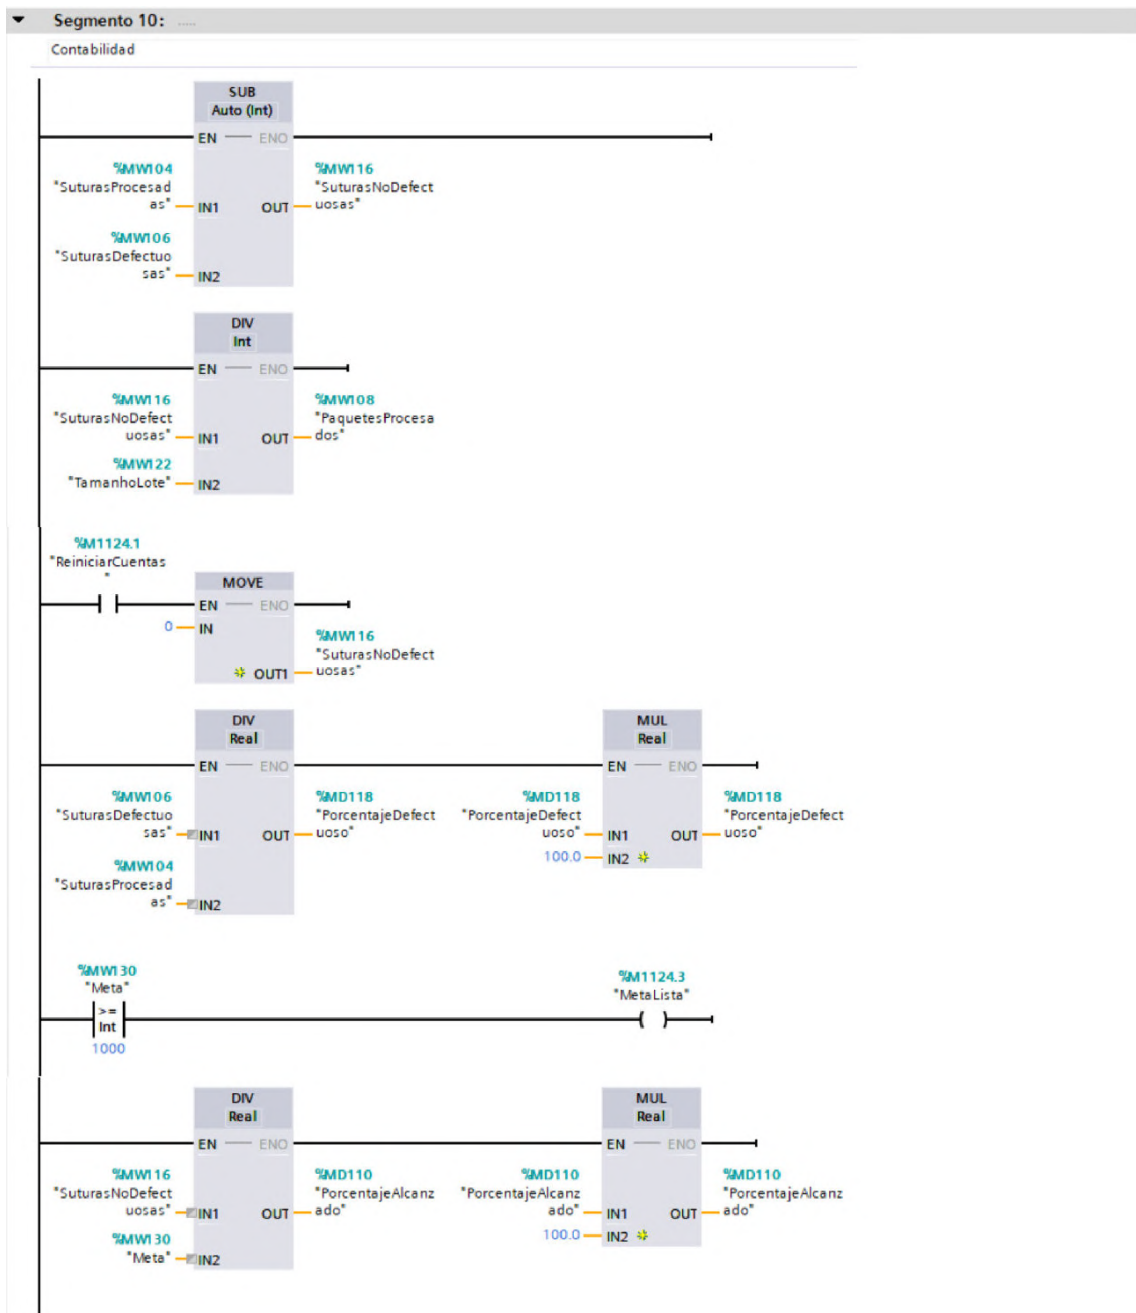 Segmento 10: .....
Contabilidad
SUB
Auto (Int)
EN ENO
%MW104
"SuturasProcesad
as" IN1
%MW116
"SuturasNoDefect
OUT uosas"
%MW106
"SuturasDefectuo
sas" IN2
DIV
Int
EN ENO
%MW116
"SuturasNoDefect
uosas" IN1
%MW108
"PaquetesProcesa
OUT dos"
%MW122
"TamanhoLote" IN2
%M1124.1
"ReiniciarCuentas
"
MOVE
EN ENO
0 IN
%MW116
"SuturasNoDefect
OUT1 uosas"
DIV
Real
EN ENO
%MW106
"SuturasDefectuo
sas" IN1
%MD118
"PorcentajeDefect
OUT uoso"
%MW104
"SuturasProcesad
as" IN2
MUL
Real
EN ENO
%MD118
"PorcentajeDefect
uoso" IN1
100.0 IN2
%MD118
"PorcentajeDefect
OUT uoso"
%MW130
"Meta"
>=
Int
1000
%M1124.3
"MetaLista"
DIV
Real
EN ENO
%MW116
"SuturasNoDefect
uosas" IN1
%MD110
"PorcentajeAlcanz
OUT ado"
%MW130
"Meta" IN2
MUL
Real
EN ENO
%MD110
"PorcentajeAlcanz
ado" IN1
100.0 IN2
%MD110
"PorcentajeAlcanz
OUT ado"